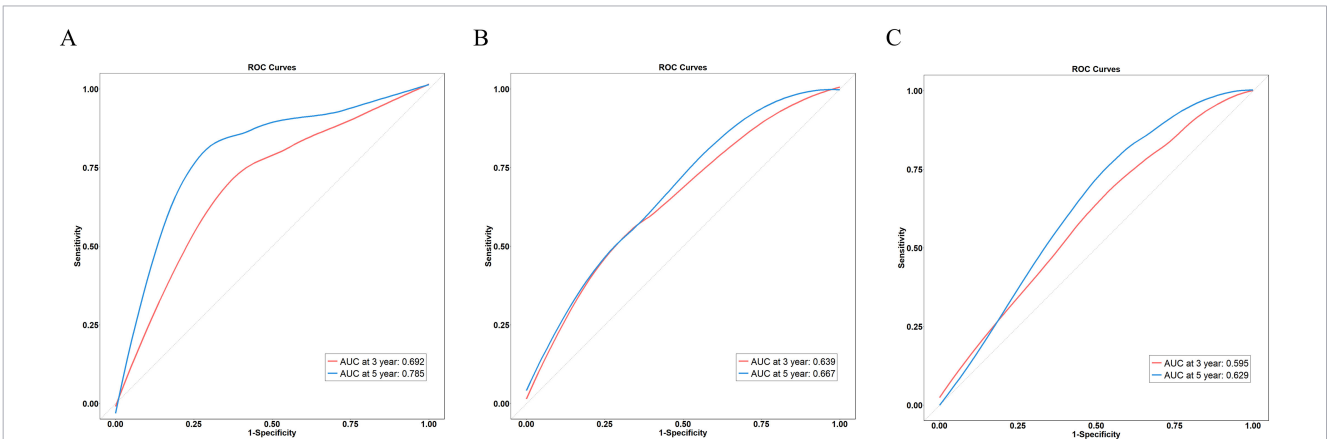 A
ROC Curves
1.00
0.75
0.50
0.25
0.00
Sensitivity
AUC at 3 year: 0.692
AUC at 5 year: 0.785
0.00 0.25 0.50 0.75 1.00
1-Specificity
B
ROC Curves
1.00
0.75
0.50
0.25
0.00
Sensitivity
AUC at 3 year: 0.639
AUC at 5 year: 0.667
0.00 0.25 0.50 0.75 1.00
1-Specificity
C
ROC Curves
1.00
0.75
0.50
0.25
0.00
Sensitivity
AUC at 3 year: 0.595
AUC at 5 year: 0.629
0.00 0.25 0.50 0.75 1.00
1-Specificity